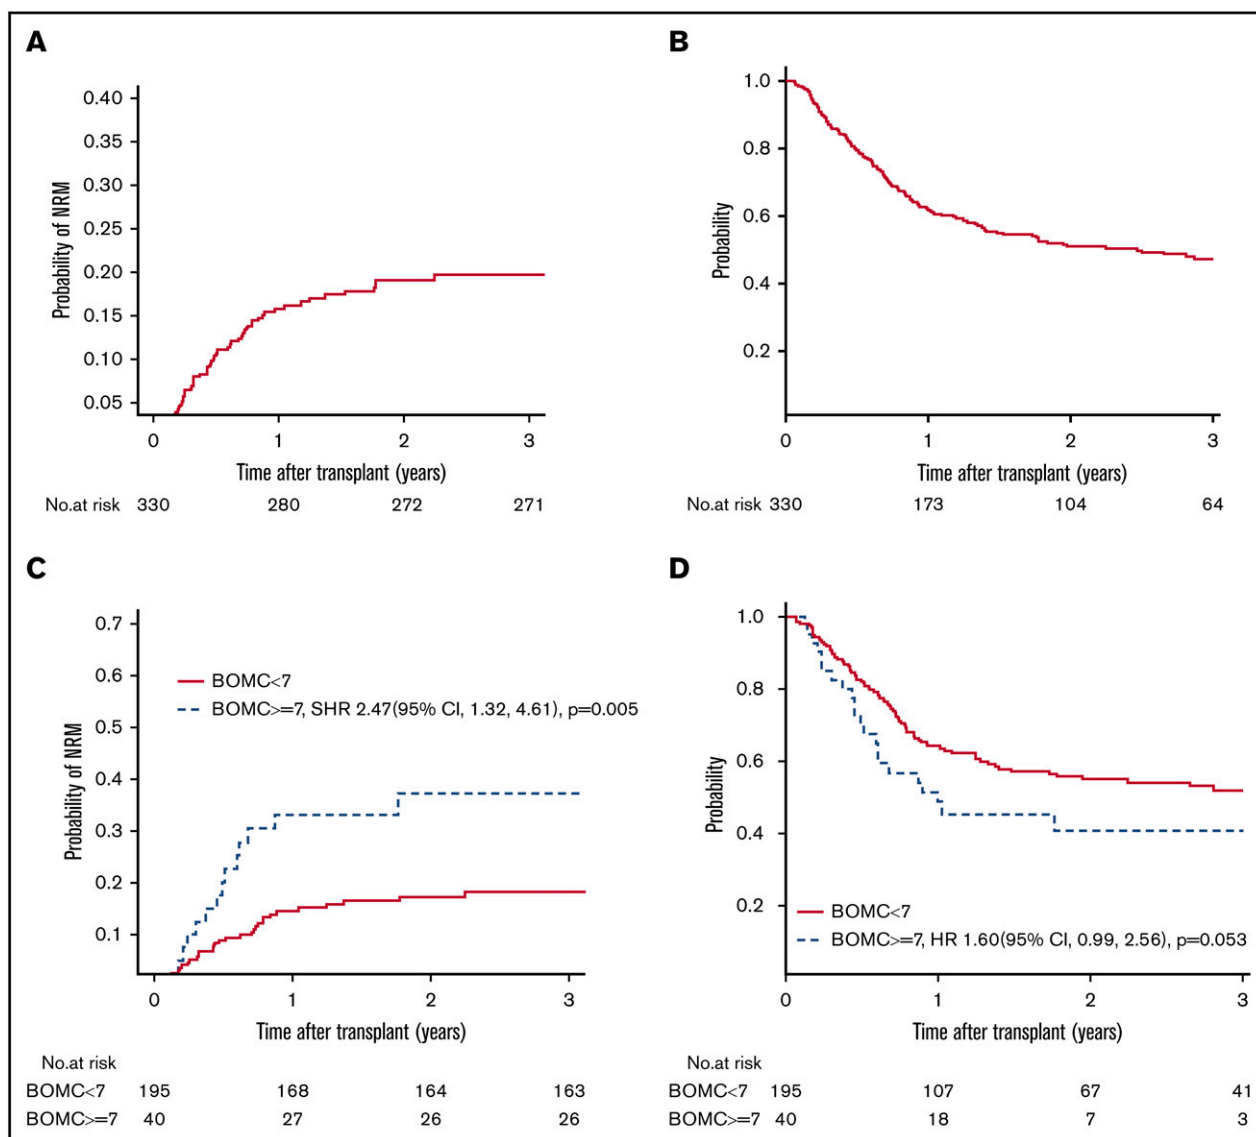 A
Probability of NRM
0.40
0.35
0.30
0.25
0.20
0.15
0.10
0.05
0 1 2 3
Time after transplant (years)
No.at risk 330 280 272 271
B
Probability
1.0
0.8
0.6
0.4
0.2
0 1 2 3
Time after transplant (years)
No.at risk 330 173 104 64
C
Probability of NRM
0.7
0.6
0.5
0.4
0.3
0.2
0.1
BOMC<7
BOMC>=7, SHR 2.47(95% CI, 1.32, 4.61), p=0.005
0 1 2 3
Time after transplant (years)
No.at risk
BOMC<7 195 168 164 163
BOMC>=7 40 27 26 26
D
Probability
1.0
0.8
0.6
0.4
0.2
BOMC<7
BOMC>=7, HR 1.60(95% CI, 0.99, 2.56), p=0.053
0 1 2 3
Time after transplant (years)
No.at risk
BOMC<7 195 107 67 41
BOMC>=7 40 18 7 3